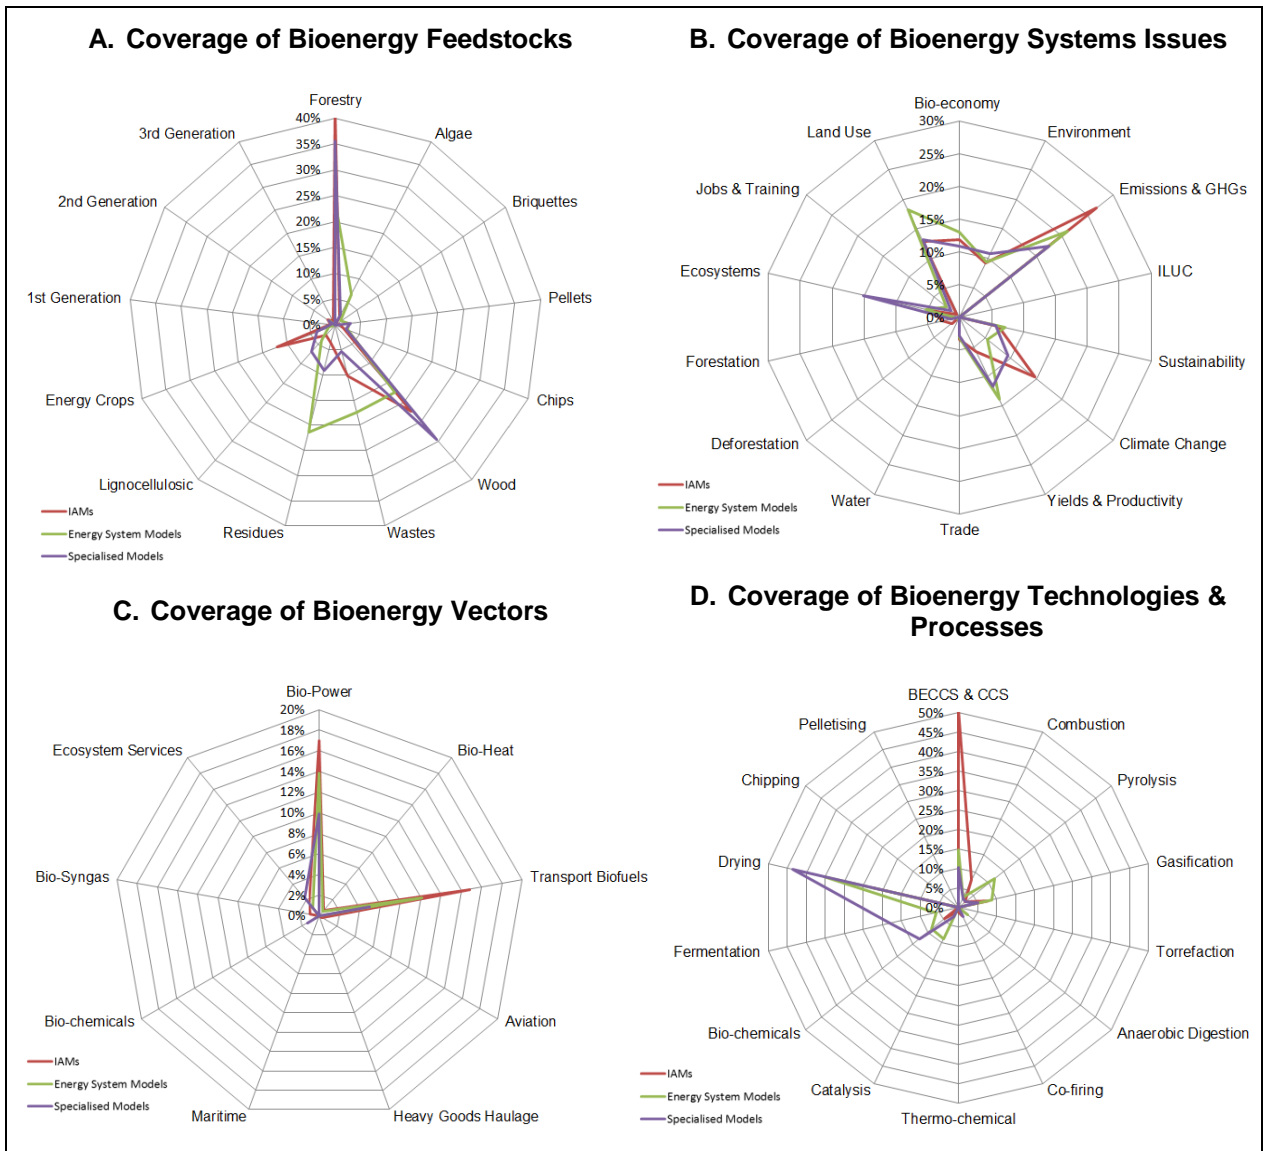 A. Coverage of Bioenergy Feedstocks
Forestry
Algae
Briquettes
Pellets
Chips
Wood
Wastes
Residues
Lignocellulosic
Energy Crops
1st Generation
2nd Generation
3rd Generation
40%
35%
30%
25%
20%
15%
10%
5%
0%
IAMs
Energy System Models
Specialised Models
B. Coverage of Bioenergy Systems Issues
Bio-economy
Environment
Emissions & GHGs
ILUC
Sustainability
Climate Change
Yields & Productivity
Trade
Water
Deforestation
Forestation
Ecosystems
Jobs & Training
Land Use
30%
25%
20%
15%
10%
5%
0%
IAMs
Energy System Models
Specialised Models
C. Coverage of Bioenergy Vectors
Bio-Power
Bio-Heat
Transport Biofuels
Aviation
Heavy Goods Haulage
Maritime
Bio-chemicals
Bio-Syngas
Ecosystem Services
20%
18%
16%
14%
12%
10%
8%
6%
4%
2%
0%
IAMs
Energy System Models
Specialised Models
D. Coverage of Bioenergy Technologies &
Processes
BECCS & CCS
Combustion
Pyrolysis
Gasification
Torrefaction
Anaerobic Digestion
Co-firing
Thermo-chemical
Catalysis
Bio-chemicals
Fermentation
Drying
Chipping
Pelletising
50%
45%
40%
35%
30%
25%
20%
15%
10%
5%
0%
IAMs
Energy System Models
Specialised Models